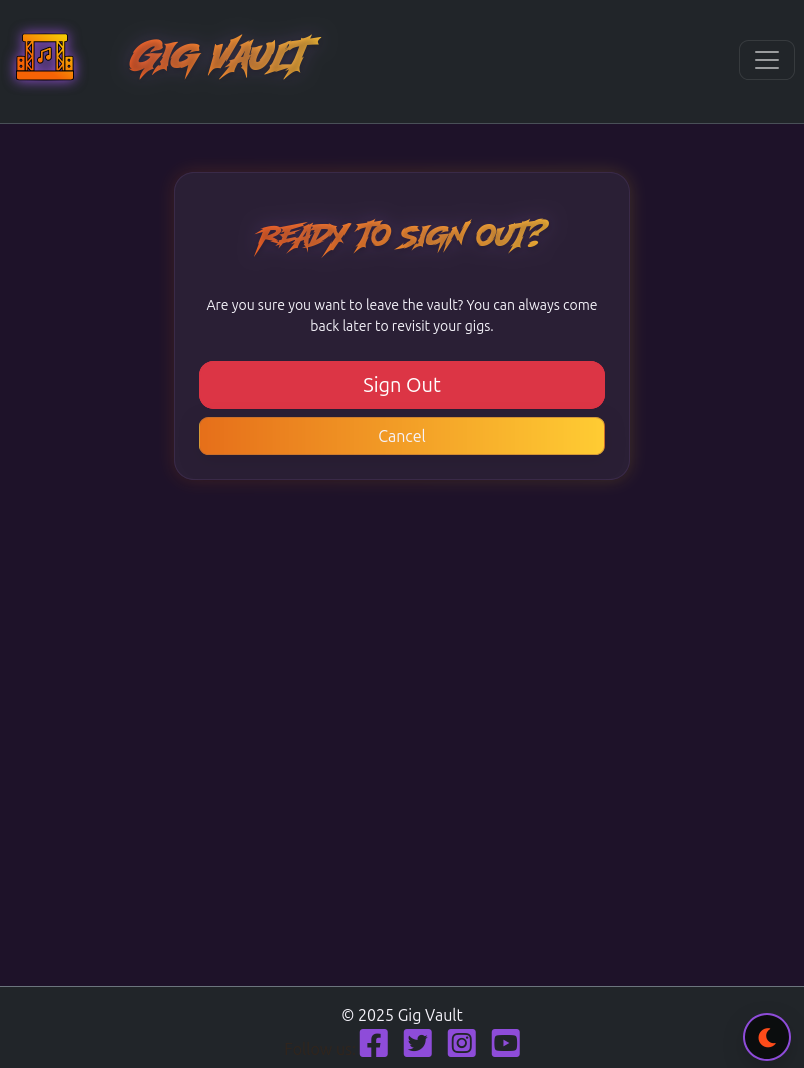 Gig Vault
Ready to Sign Out?
Are you sure you want to leave the vault? You can always come
back later to revisit your gigs.
Sign Out
Cancel
© 2025 Gig Vault